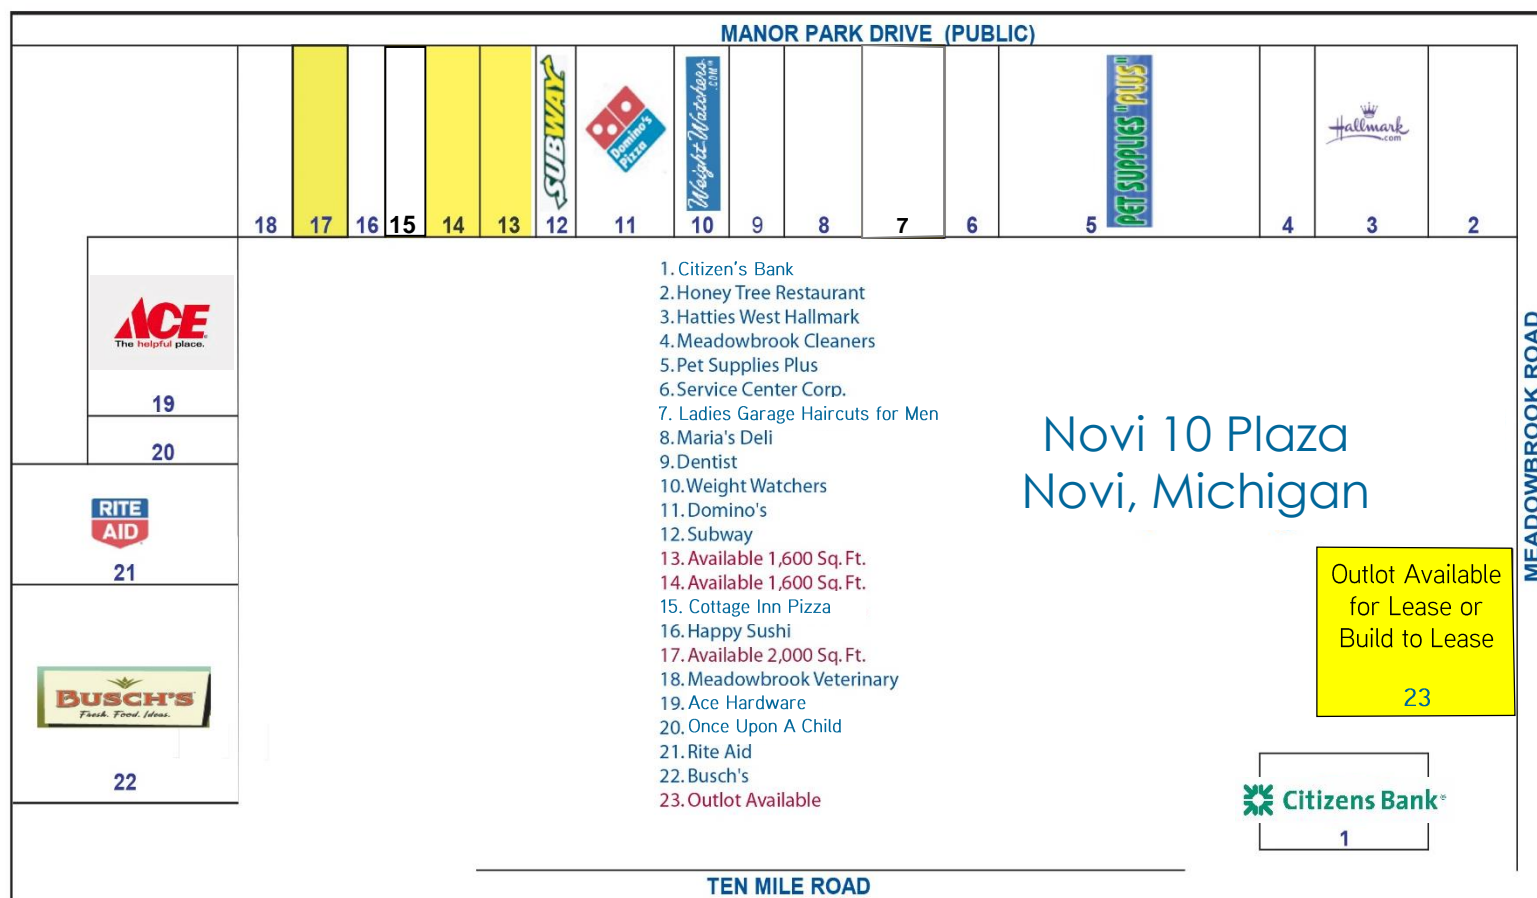 MANOR PARK DRIVE (PUBLIC)
SUBWAY
Domino's
Pizza
Weight Watchers
.COM™
PET SUPPLIES "PLUS"
Hallmark
.com
18 17 16 15 14 13 12 11 10 9 8 7 6 5 4 3 2
ACE
The helpful place.
19
20
RITE
AID
21
BUSCH'S
Fresh. Food. Ideas.
22
1. Citizen's Bank
2. Honey Tree Restaurant
3. Hatties West Hallmark
4. Meadowbrook Cleaners
5. Pet Supplies Plus
6. Service Center Corp.
7. Ladies Garage Haircuts for Men
8. Maria's Deli
9. Dentist
10. Weight Watchers
11. Domino's
12. Subway
13. Available 1,600 Sq. Ft.
14. Available 1,600 Sq. Ft.
15. Cottage Inn Pizza
16. Happy Sushi
17. Available 2,000 Sq. Ft.
18. Meadowbrook Veterinary
19. Ace Hardware
20. Once Upon A Child
21. Rite Aid
22. Busch's
23. Outlot Available
Novi 10 Plaza
Novi, Michigan
MEADOWBROOK ROAD
Outlot Available
for Lease or
Build to Lease
23
Citizens Bank®
1
TEN MILE ROAD